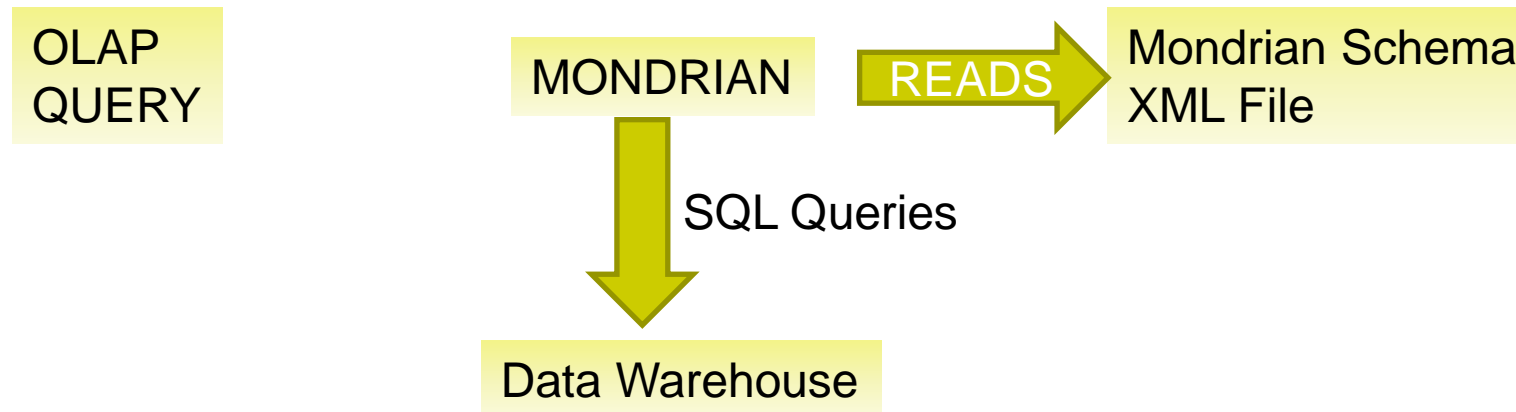 OLAP
QUERY
MONDRIAN
READS
Mondrian Schema
XML File
SQL Queries
Data Warehouse